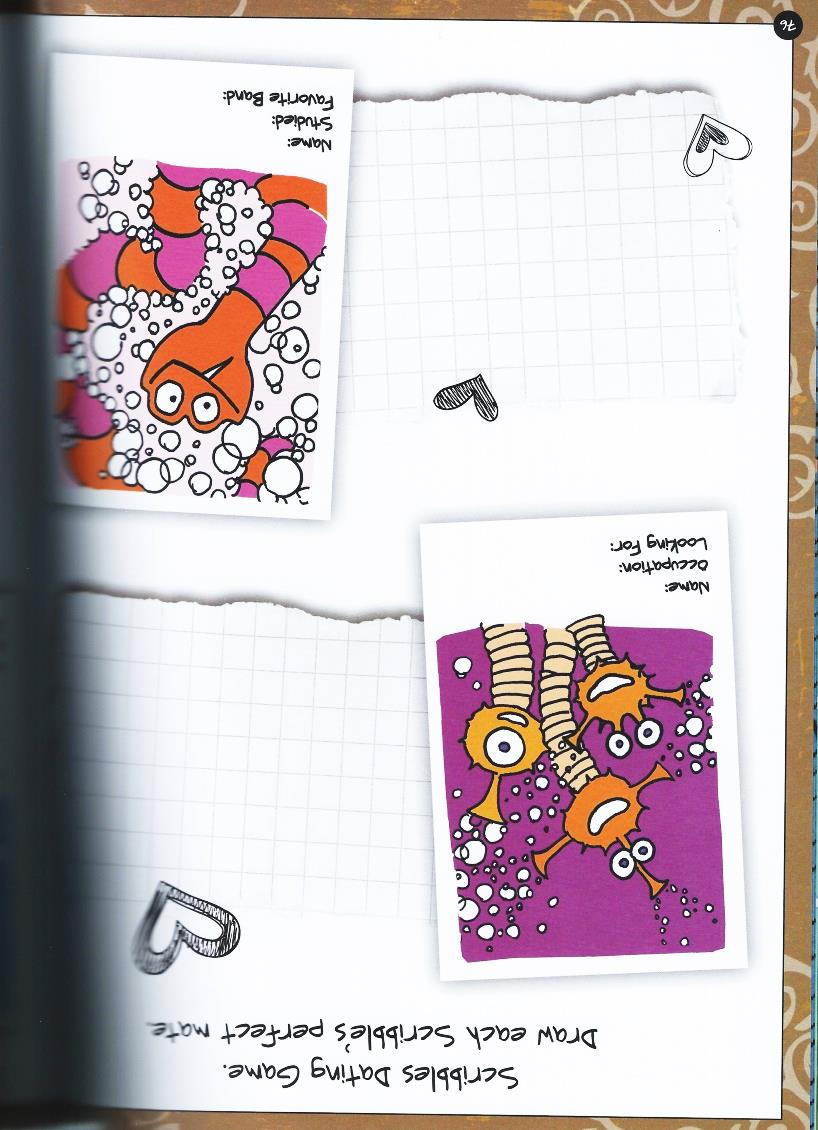 Scribbles Dating Game.
Draw each Scribble's perfect mate.
Name:
Occupation:
Looking For:
Name:
Studied:
Favorite Band:
76